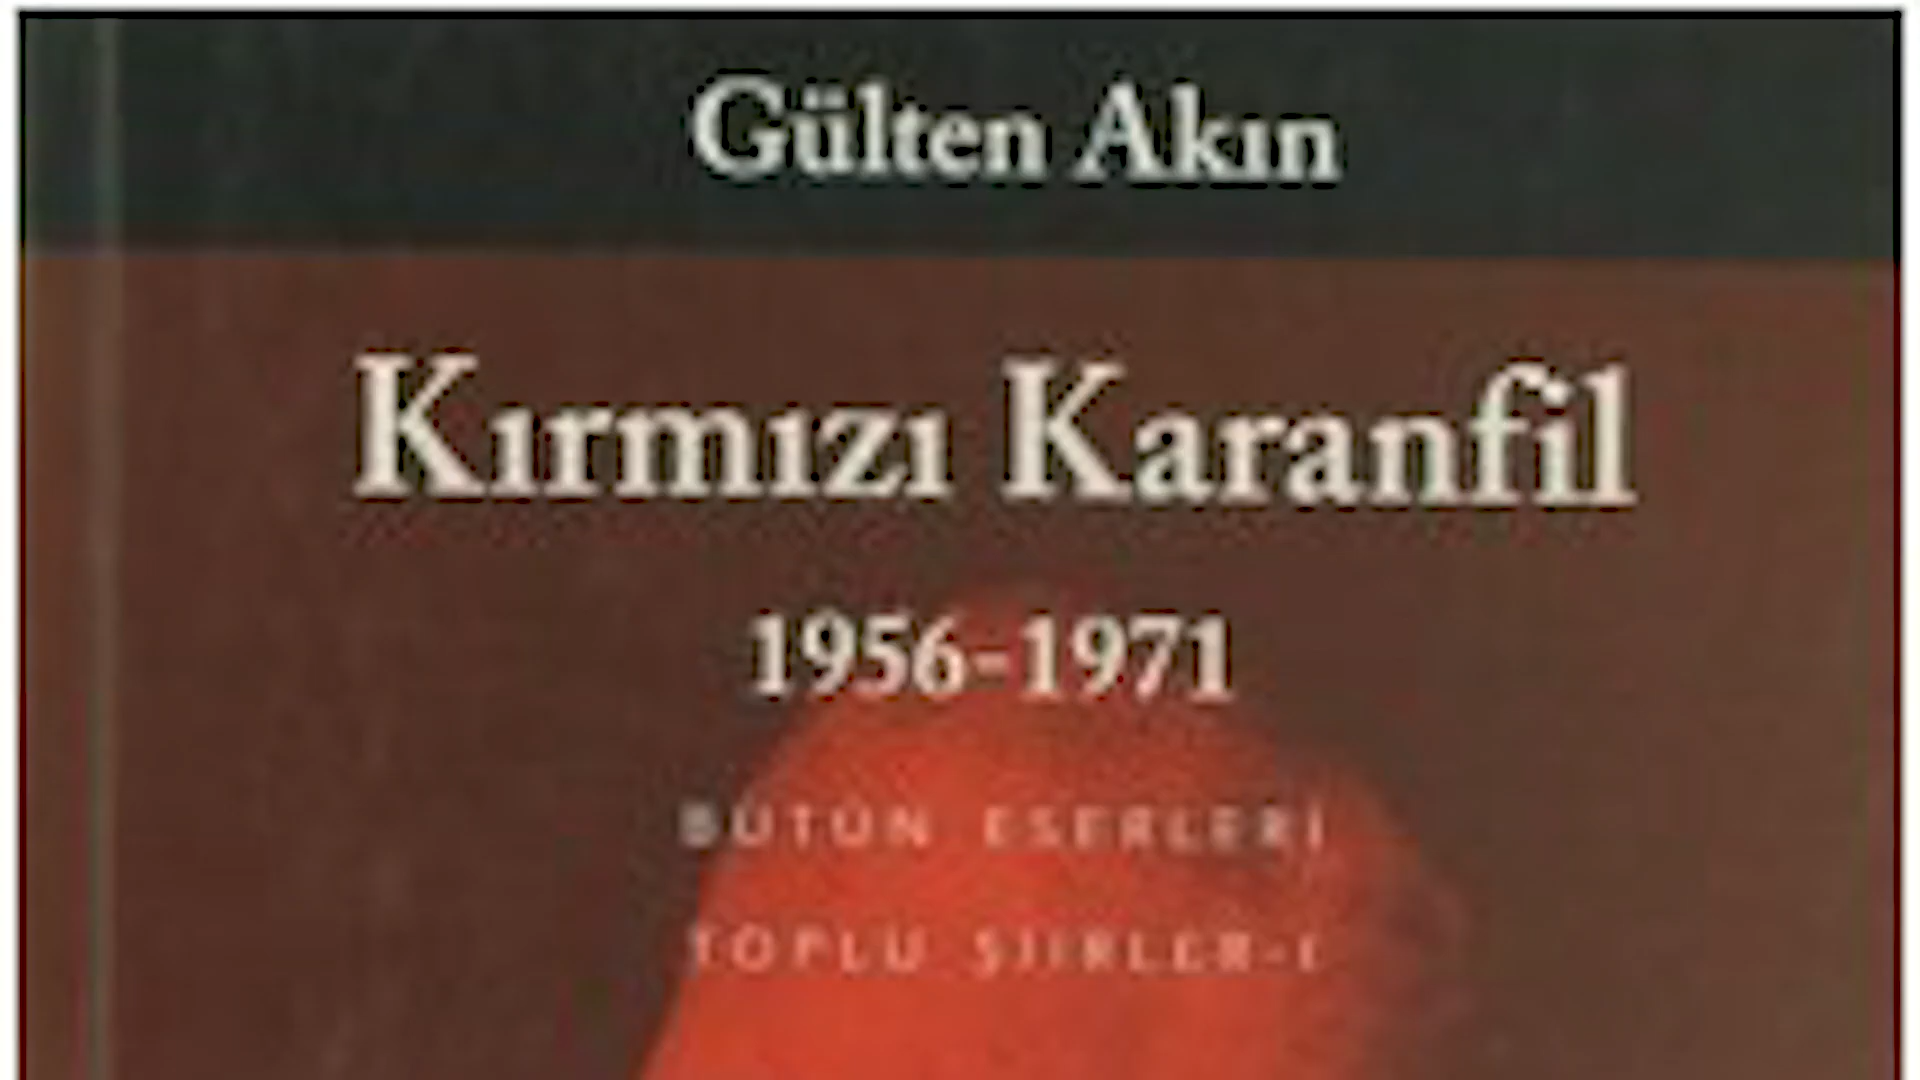 Gülten Akın
Kırmızı Karanfil
1956-1971
BÜTÜN ESERLERİ
TOPLU ŞİİRLER-I